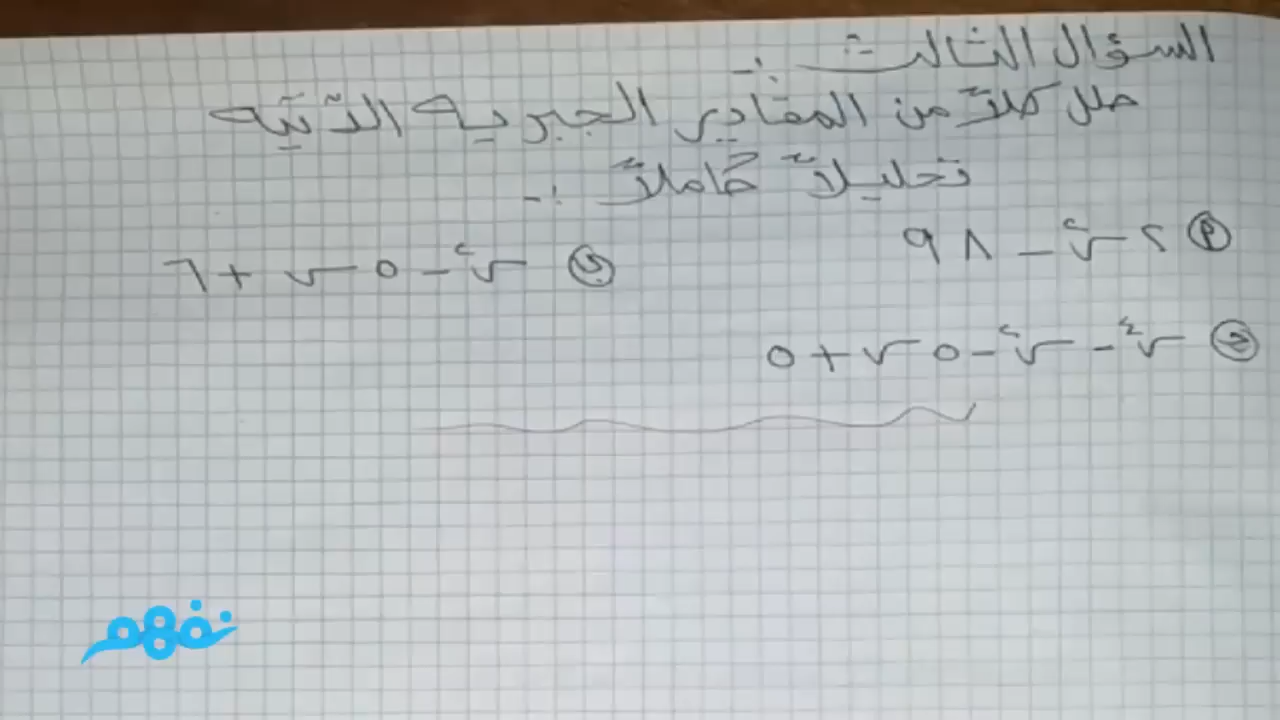 السؤال الثالث :-
حلل كلاً من المقادير الجبرية الآتية
تحليلاً كاملاً :-
(أ) ٢ س٢ - ٩٨ (ب) س٢ - ٥ س + ٦
(ج) س٣ - س٢ - ٥ س + ٥
نفهم